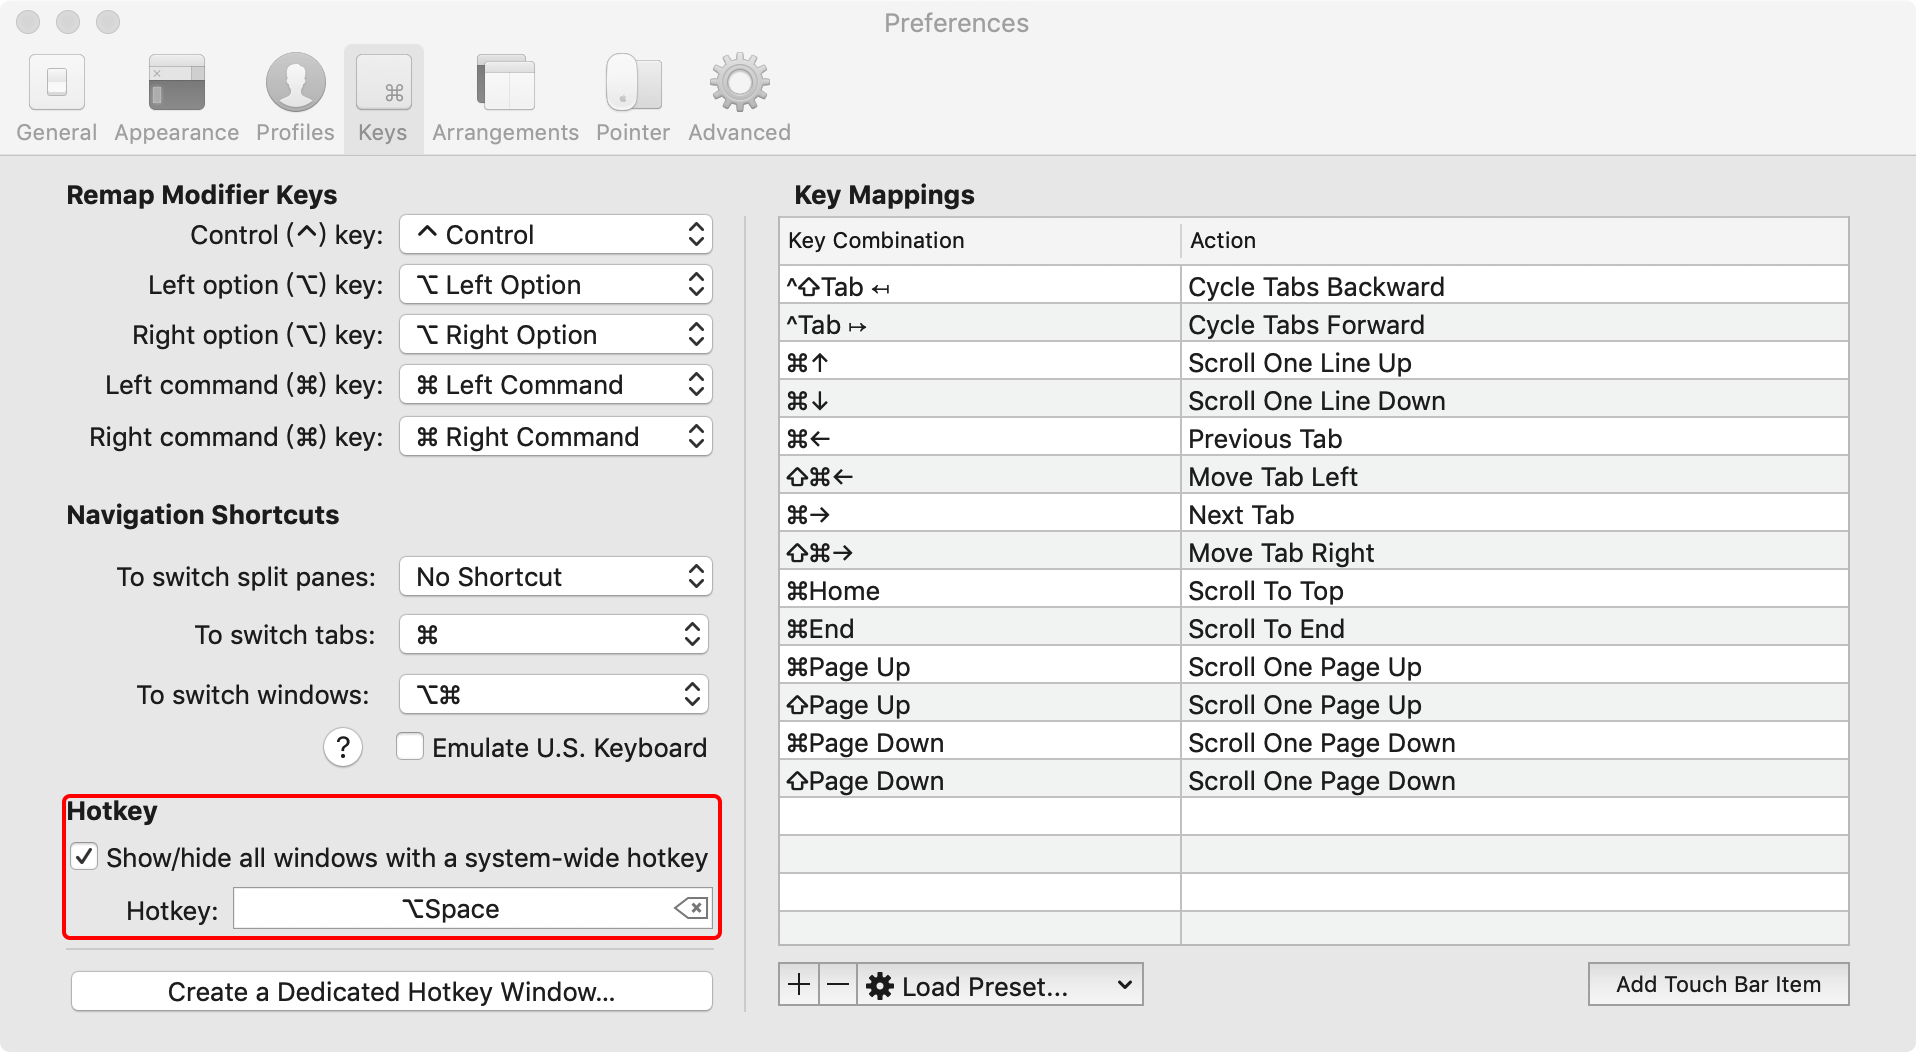 Preferences
General Appearance Profiles Keys Arrangements Pointer Advanced
Remap Modifier Keys
Control (^) key: ^ Control
Left option (⌥) key: ⌥ Left Option
Right option (⌥) key: ⌥ Right Option
Left command (⌘) key: ⌘ Left Command
Right command (⌘) key: ⌘ Right Command
Navigation Shortcuts
To switch split panes: No Shortcut
To switch tabs: ⌘
To switch windows: ⌥⌘
? Emulate U.S. Keyboard
Hotkey
Show/hide all windows with a system-wide hotkey
Hotkey: ⌥Space
Create a Dedicated Hotkey Window...
Key Mappings
Key Combination Action
^⇧Tab ↤ Cycle Tabs Backward
^Tab ↦ Cycle Tabs Forward
⌘↑ Scroll One Line Up
⌘↓ Scroll One Line Down
⌘← Previous Tab
⇧⌘← Move Tab Left
⌘→ Next Tab
⇧⌘→ Move Tab Right
⌘Home Scroll To Top
⌘End Scroll To End
⌘Page Up Scroll One Page Up
⇧Page Up Scroll One Page Up
⌘Page Down Scroll One Page Down
⇧Page Down Scroll One Page Down
+ − Load Preset... Add Touch Bar Item